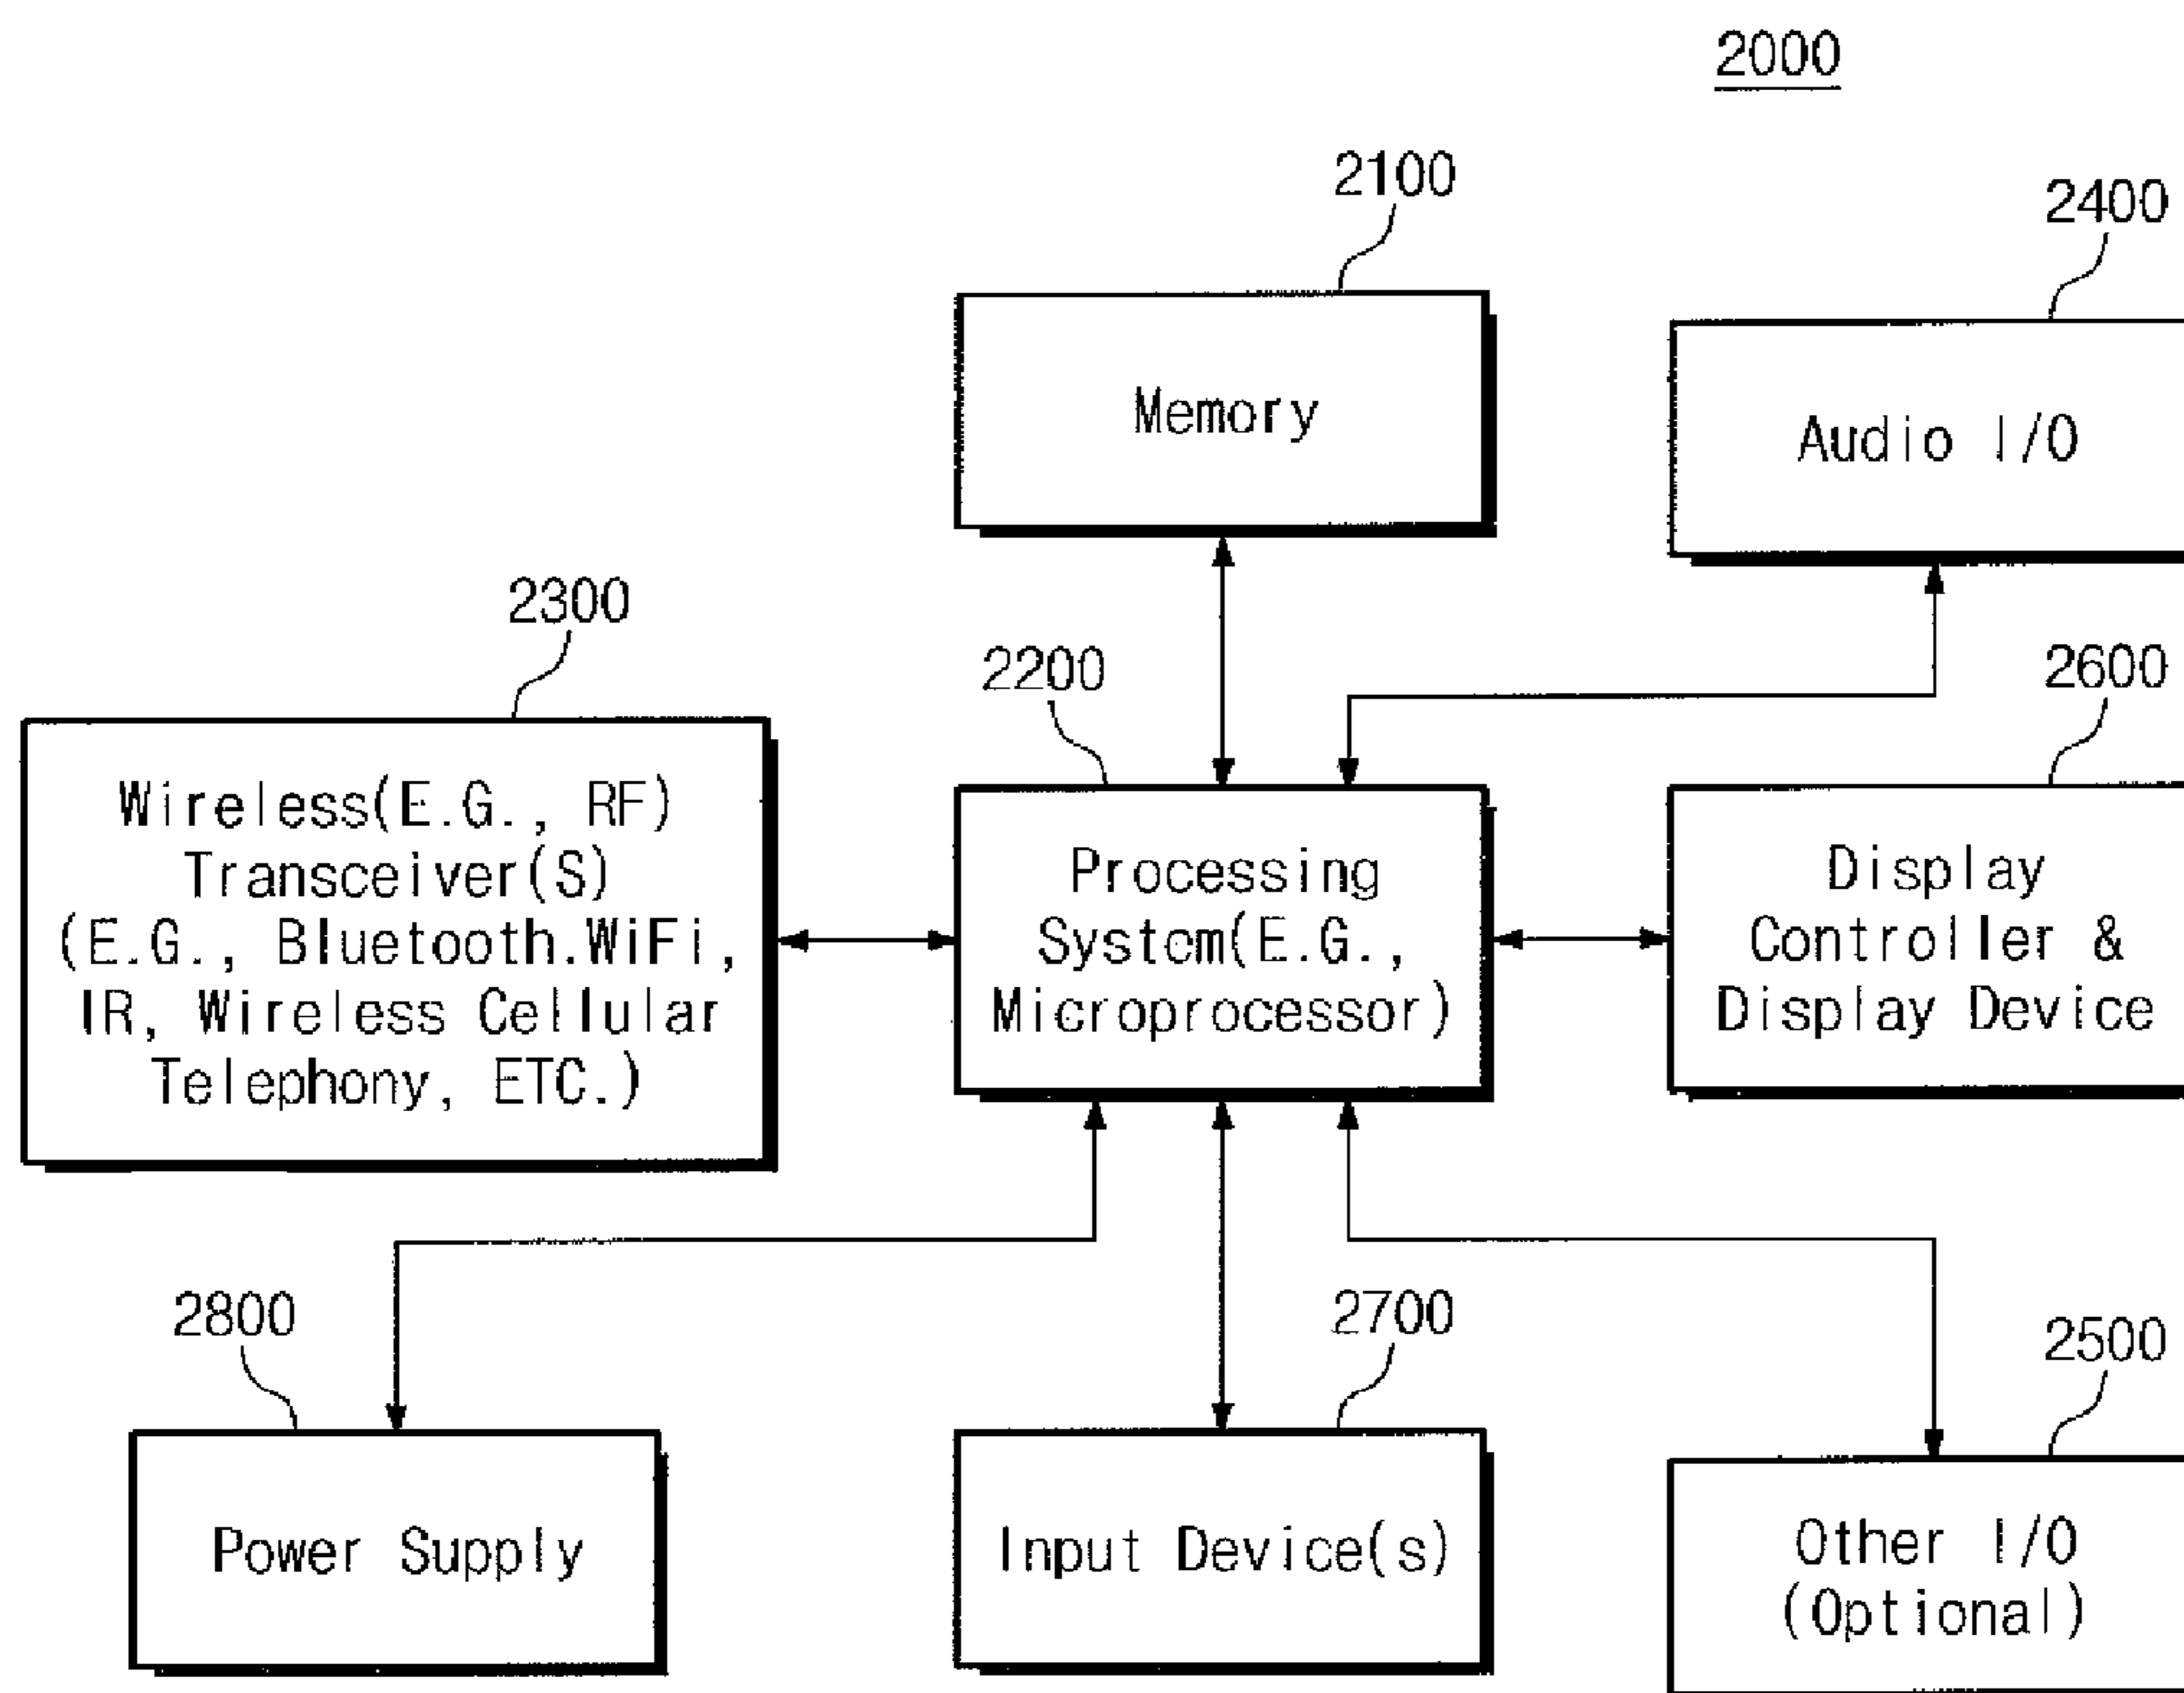 2000
2100
2400
Memory
Audio I/O
2300
2200
2600
Wireless(E.G., RF)
Transceiver(S)
(E.G., Bluetooth.WiFi,
IR, Wireless Cellular
Telephony, ETC.)
Processing
System(E.G.,
Microprocessor)
Display
Controller &
Display Device
2800
2700
2500
Power Supply
Input Device(s)
Other I/O
(Optional)